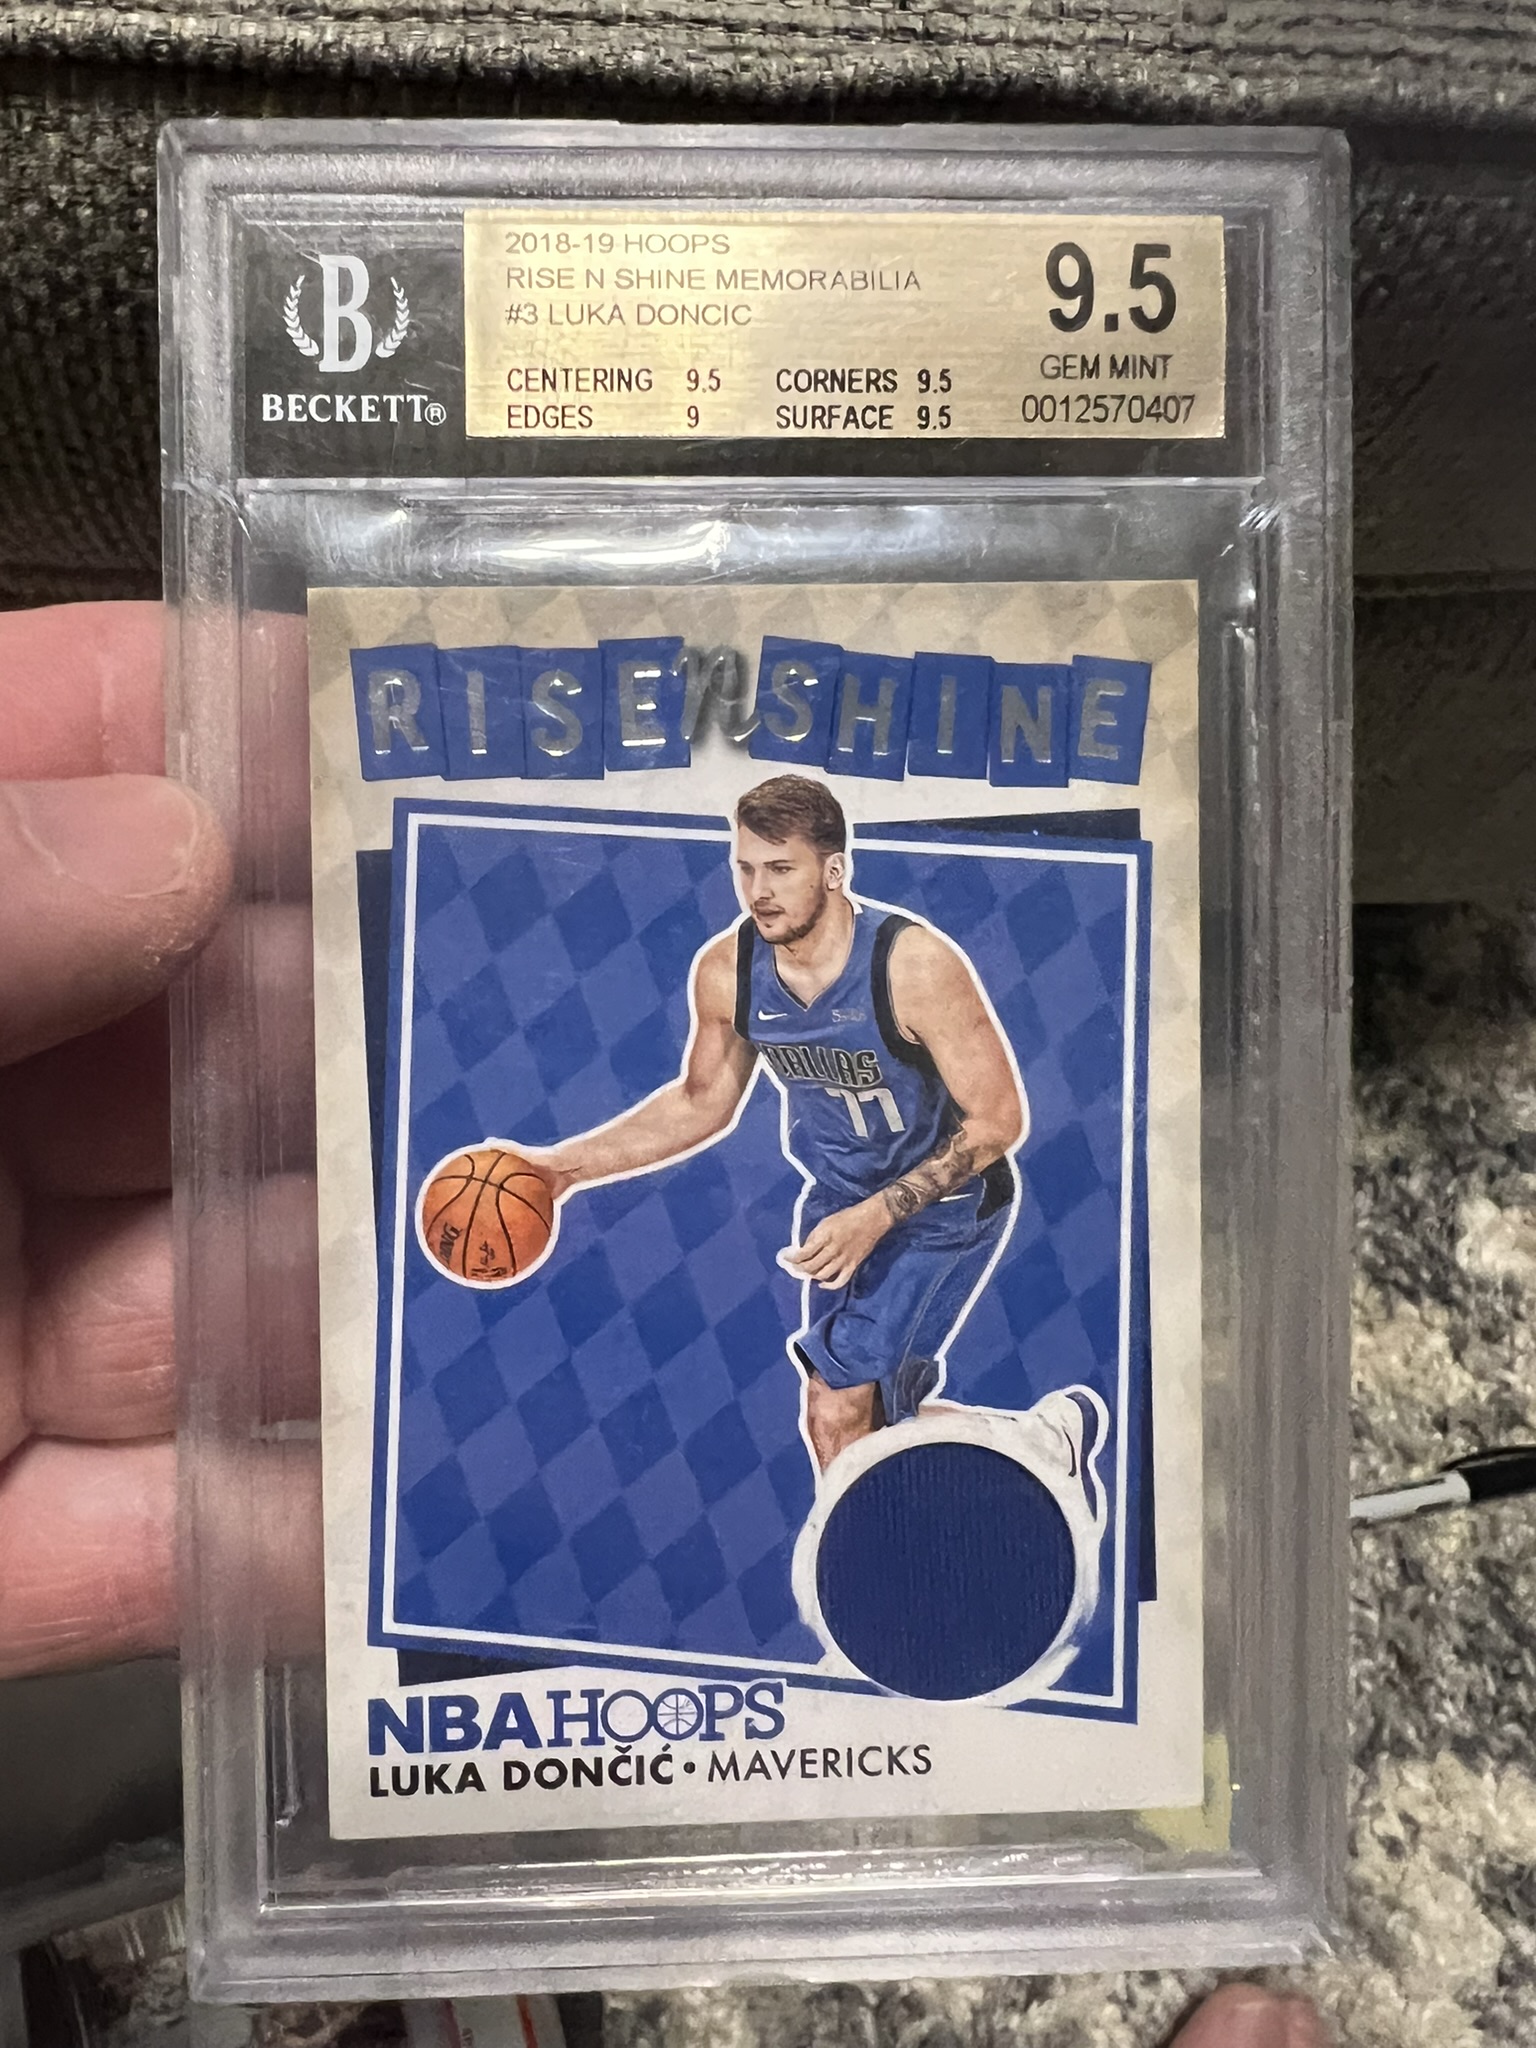 2018-19 HOOPS
RISE N SHINE MEMORABILIA
#3 LUKA DONCIC
9.5
GEM MINT
0012570407
CENTERING 9.5 CORNERS 9.5
EDGES 9 SURFACE 9.5
B
BECKETT®
RISE n SHINE
DALLAS
77
NBA HOOPS
LUKA DONČIĆ • MAVERICKS